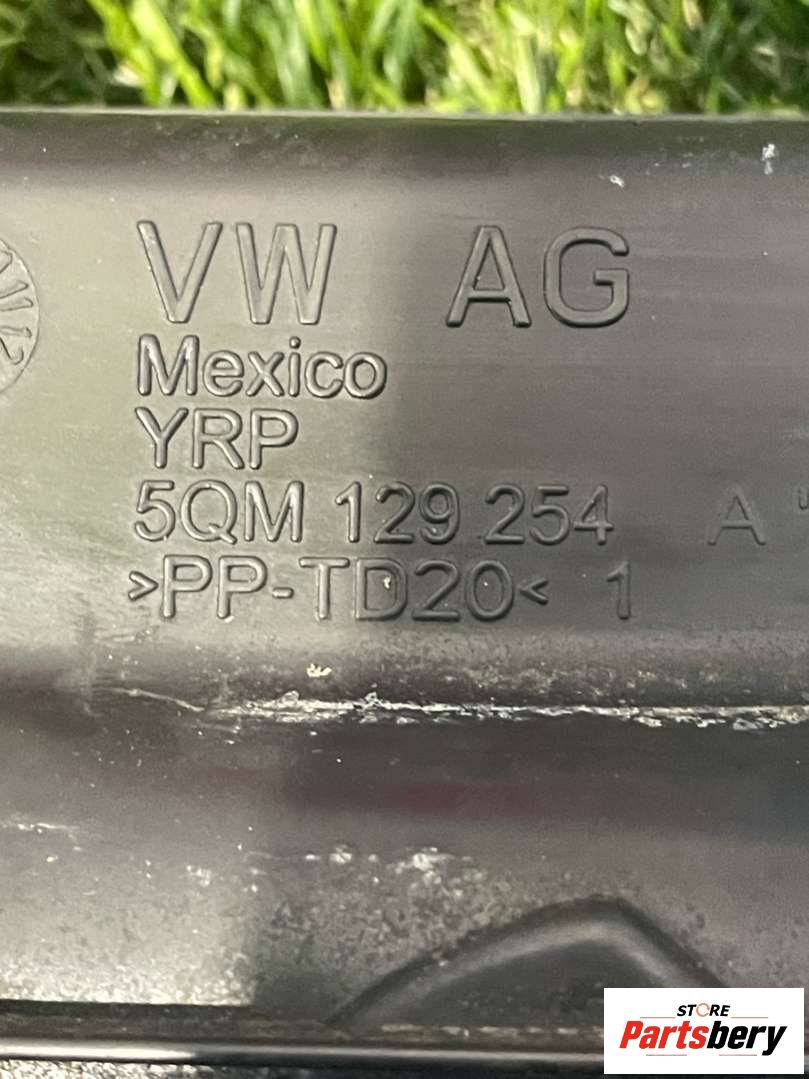 VW AG
Mexico
YRP
5QM 129 254 A
>PP-TD20< 1
STORE
Partsbery